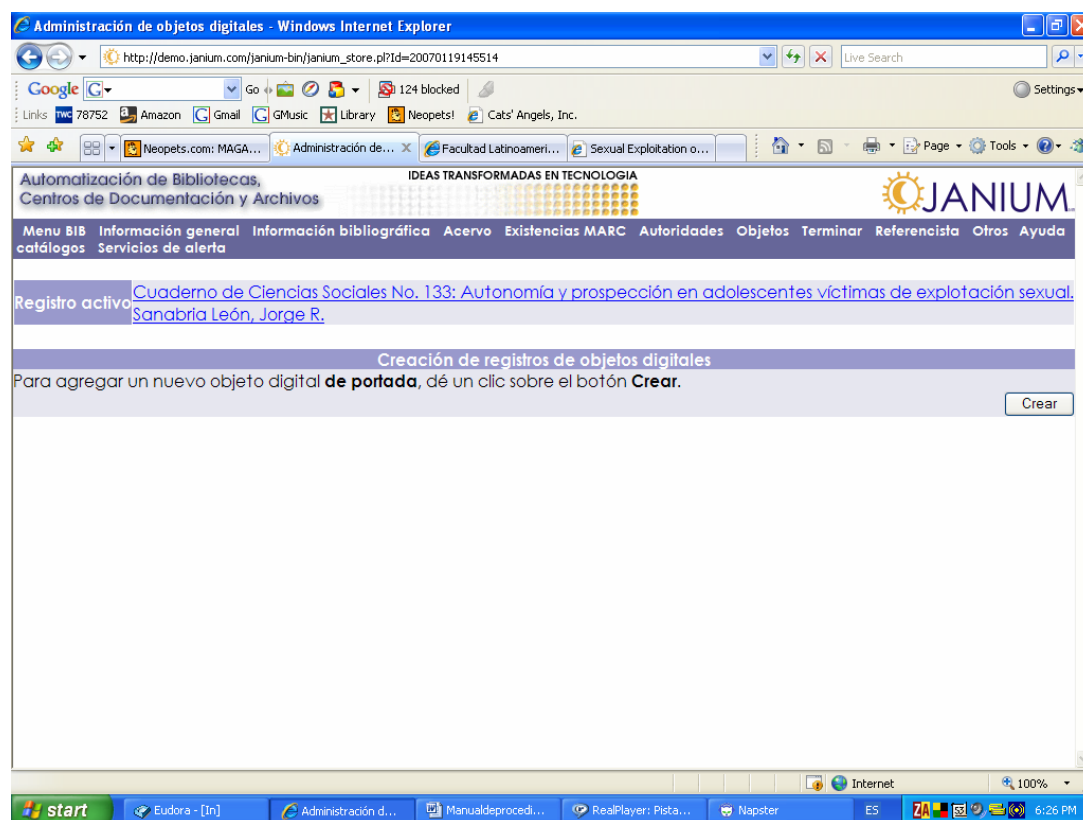 Administración de objetos digitales - Windows Internet Explorer
http://demo.janium.com/janium-bin/janium_store.pl?Id=20070119145514
Live Search
Google G Go 124 blocked Settings
Links TWC 78752 Amazon Gmail GMusic Library Neopets! Cats' Angels, Inc.
Neopets.com: MAGA... Administración de... X Facultad Latinoameri... Sexual Exploitation o... Page Tools
Automatización de Bibliotecas,
Centros de Documentación y Archivos
IDEAS TRANSFORMADAS EN TECNOLOGIA
JANIUM.
Menu BIB Información general Información bibliográfica Acervo Existencias MARC Autoridades Objetos Terminar Referencista Otros Ayuda
catálogos Servicios de alerta
Registro activo
Cuaderno de Ciencias Sociales No. 133: Autonomía y prospección en adolescentes víctimas de explotación sexual.
Sanabria León, Jorge R.
Creación de registros de objetos digitales
Para agregar un nuevo objeto digital de portada, dé un clic sobre el botón Crear.
Crear
Internet 100%
start Eudora - [In] Administración d... Manualdeprocedi... RealPlayer: Pista... Napster ES 6:26 PM